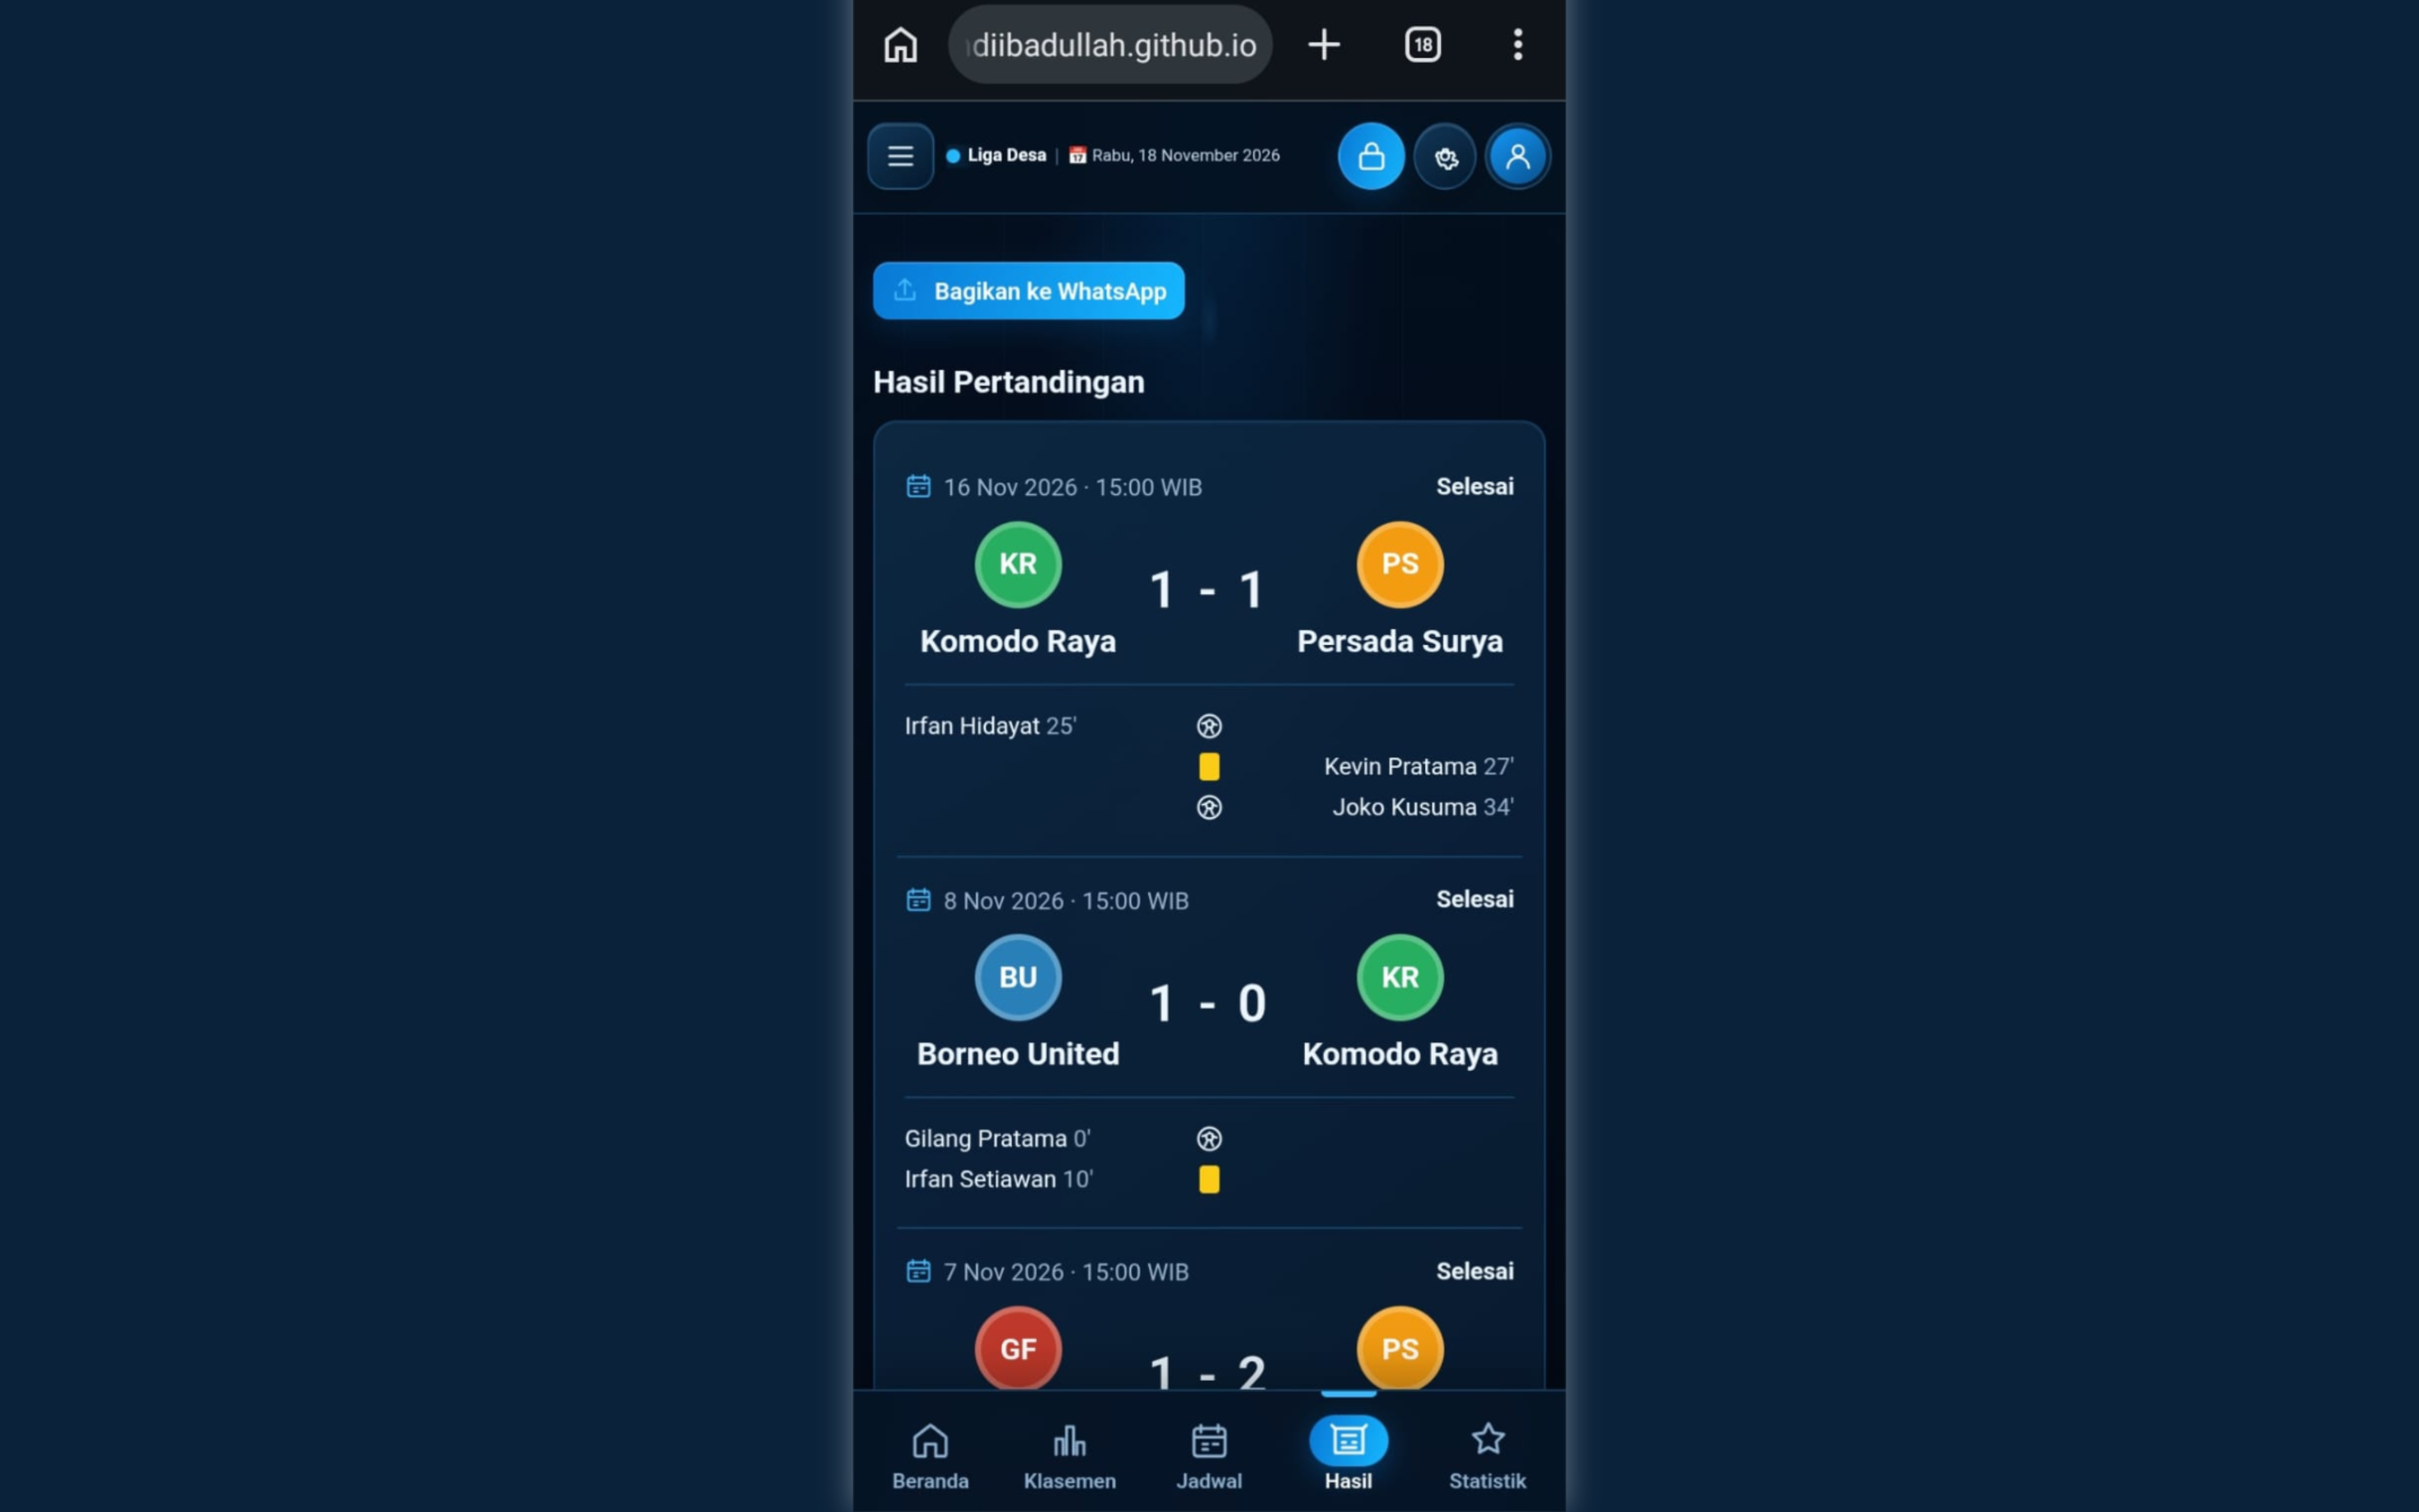 diibadullah.github.io
18
Liga Desa | 📅 Rabu, 18 November 2026
Bagikan ke WhatsApp
Hasil Pertandingan
16 Nov 2026 · 15:00 WIB Selesai
KR 1 - 1 PS
Komodo Raya Persada Surya
Irfan Hidayat 25'
Kevin Pratama 27'
Joko Kusuma 34'
8 Nov 2026 · 15:00 WIB Selesai
BU 1 - 0 KR
Borneo United Komodo Raya
Gilang Pratama 0'
Irfan Setiawan 10'
7 Nov 2026 · 15:00 WIB Selesai
GF 1 - 2 PS
Beranda Klasemen Jadwal Hasil Statistik